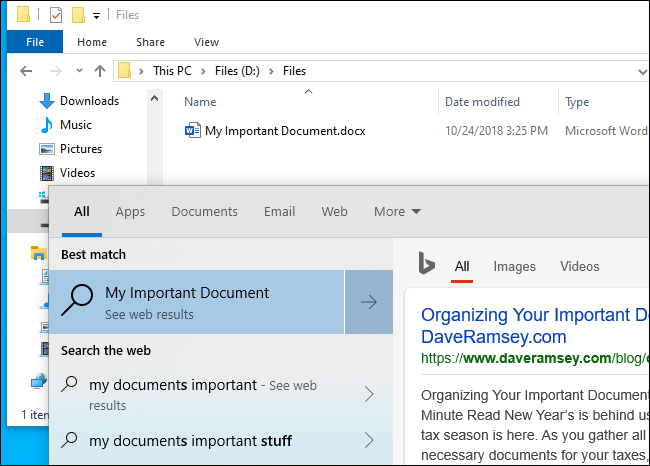 Files
File Home Share View
This PC > Files (D:) > Files
Downloads
Music
Pictures
Videos
Name Date modified Type
My Important Document.docx 10/24/2018 3:25 PM Microsoft Word
1 item
All Apps Documents Email Web More
Best match
My Important Document
See web results
Search the web
my documents important - See web
results
my documents important stuff
All Images Videos
Organizing Your Important Do
DaveRamsey.com
https://www.daveramsey.com/blog/
Organizing Your Important Document
Minute Read New Year's is behind us
tax season is here. As you gather all
necessary documents for your taxes,